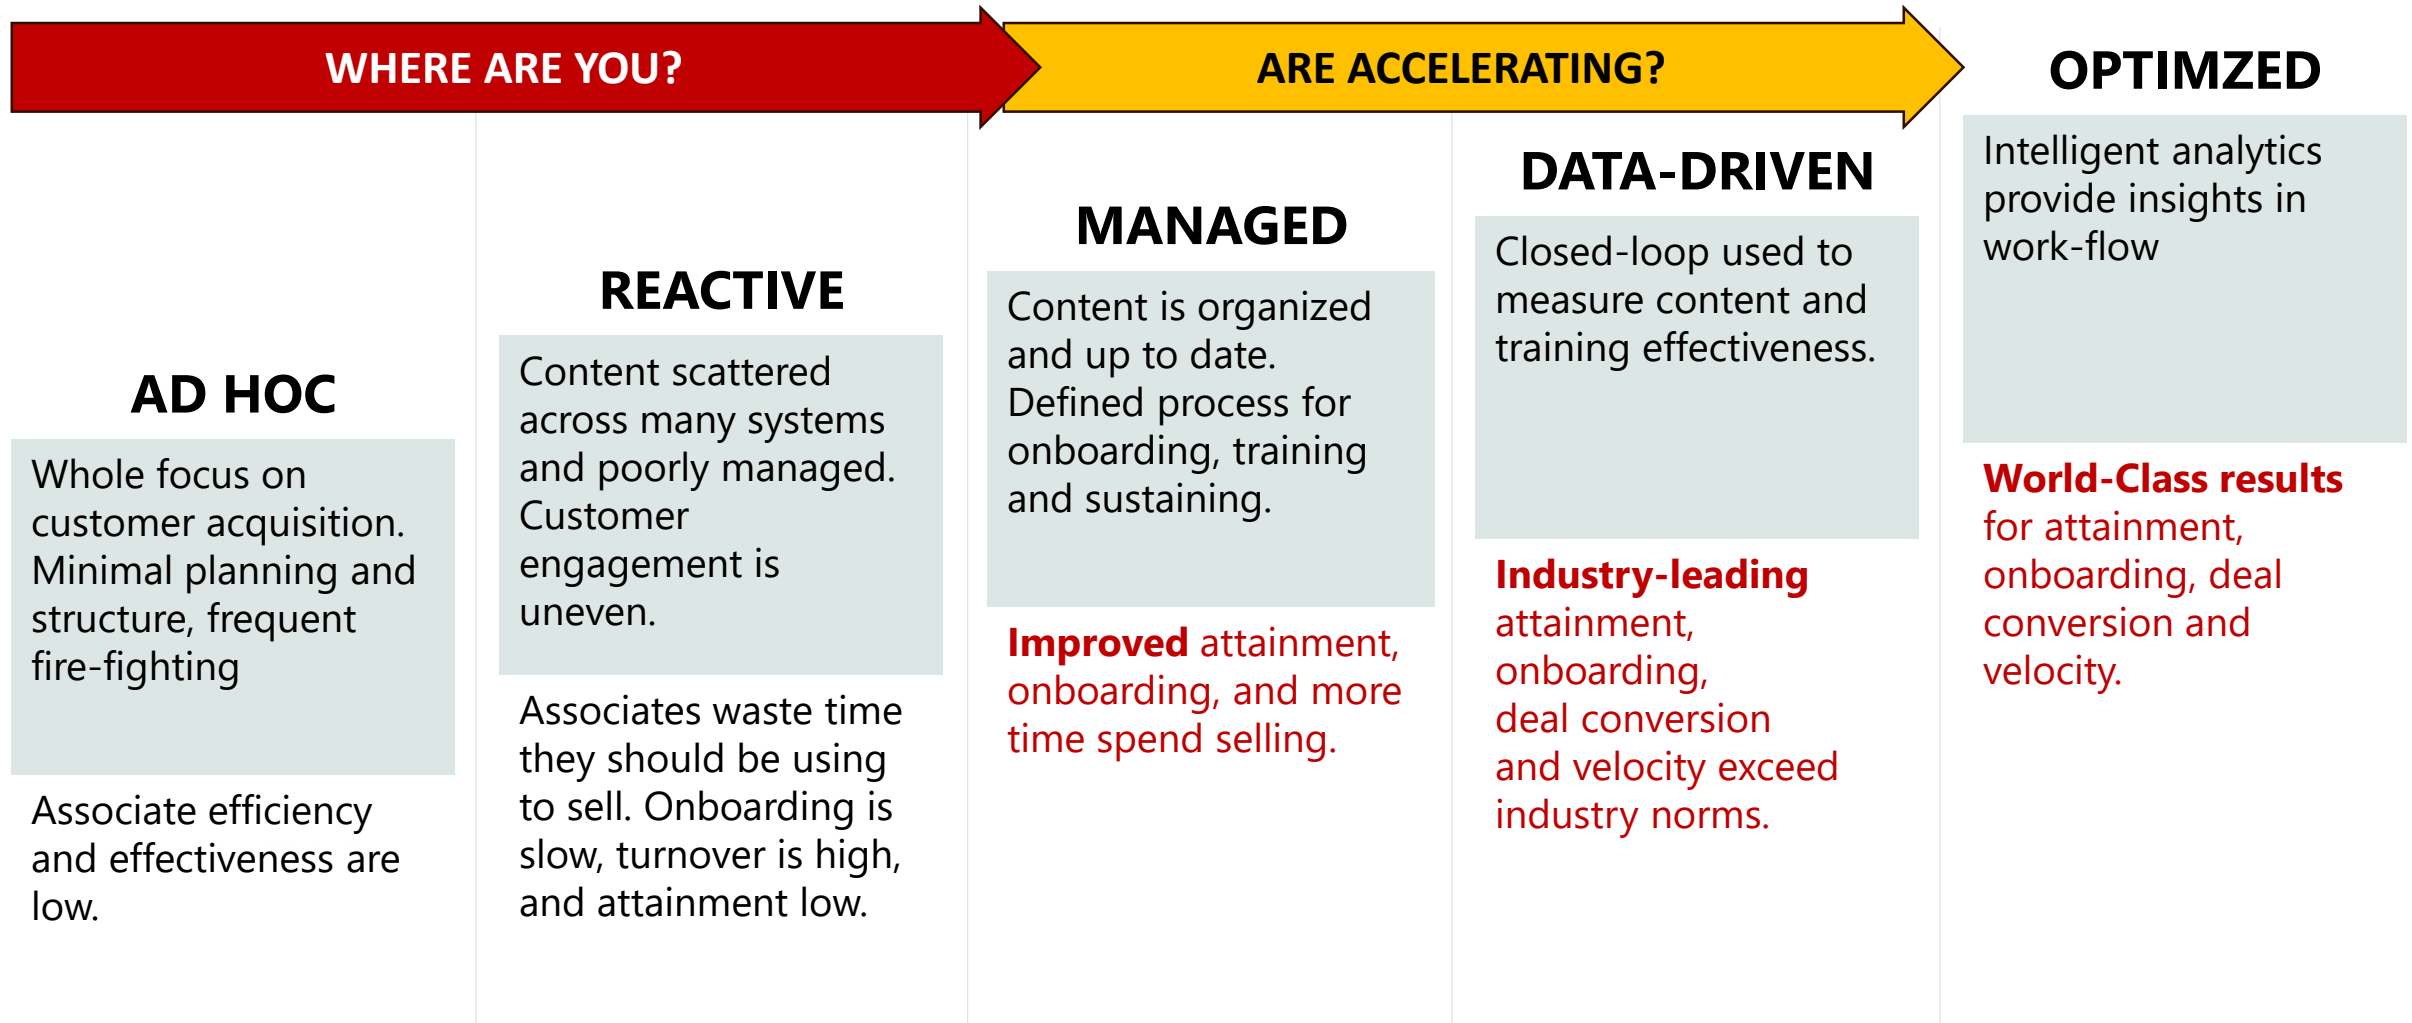 WHERE ARE YOU?
ARE ACCELERATING?
AD HOC
Whole focus on
customer acquisition.
Minimal planning and
structure, frequent
fire-fighting
Associate efficiency
and effectiveness are
low.
REACTIVE
Content scattered
across many systems
and poorly managed.
Customer
engagement is
uneven.
Associates waste time
they should be using
to sell. Onboarding is
slow, turnover is high,
and attainment low.
MANAGED
Content is organized
and up to date.
Defined process for
onboarding, training
and sustaining.
Improved attainment,
onboarding, and more
time spend selling.
DATA-DRIVEN
Closed-loop used to
measure content and
training effectiveness.
Industry-leading
attainment,
onboarding,
deal conversion
and velocity exceed
industry norms.
OPTIMZED
Intelligent analytics
provide insights in
work-flow
World-Class results
for attainment,
onboarding, deal
conversion and
velocity.